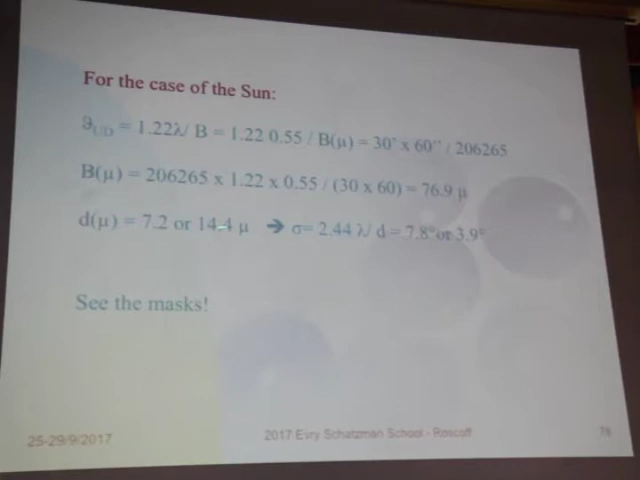 For the case of the Sun:
ϑUD = 1.22λ/ B = 1.22 0.55 / B(μ) = 30' x 60'' / 206265
B(μ) = 206265 x 1.22 x 0.55 / (30 x 60) = 76.9 μ
d(μ) = 7.2 or 14.4 μ ➔ σ= 2.44 λ/ d = 7.8° or 3.9°
See the masks!
25-29/9/2017
2017 Evry Schatzman School - Roscoff
78